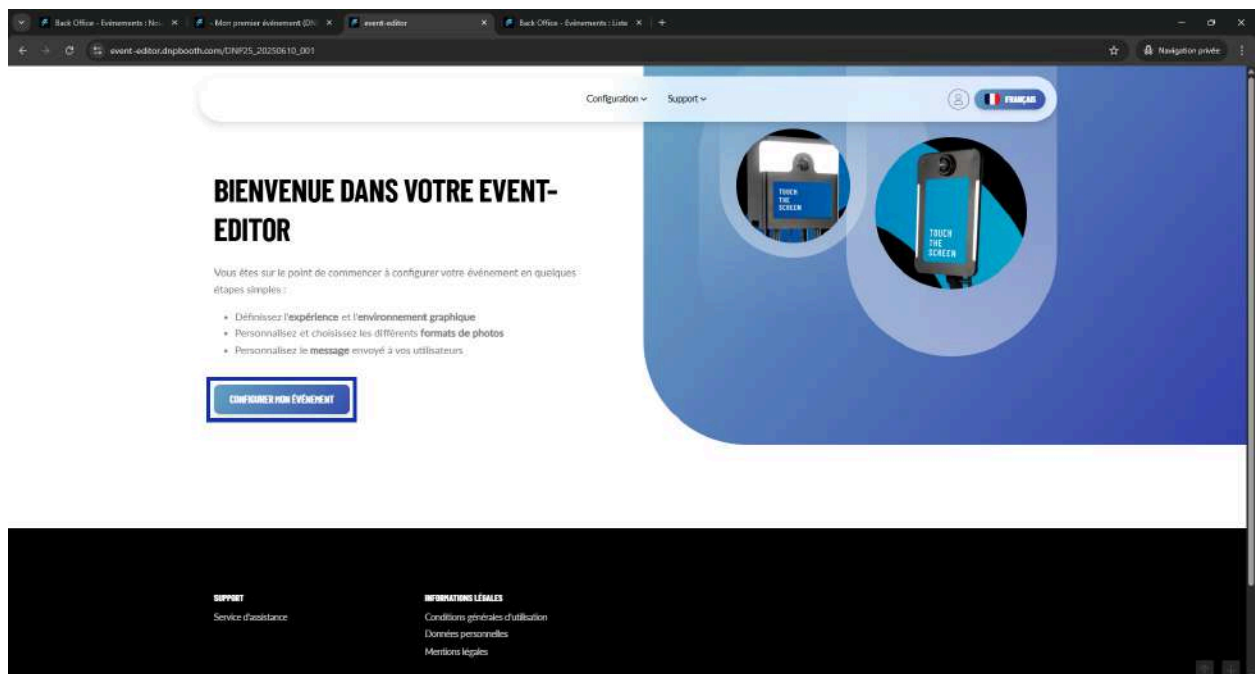 Back Office - Evénements : No...
- Mon premier événement (DN
event-editor
Back Office - Evénements : Liste
event-editor.dnpbooth.com/DNP25_20250610_001
Navigation privée
Configuration
Support
FRANÇAIS
TOUCH
THE
SCREEN
TOUCH
THE
SCREEN
BIENVENUE DANS VOTRE EVENT-
EDITOR
Vous êtes sur le point de commencer à configurer votre événement en quelques
étapes simples :
Définissez l'expérience et l'environnement graphique
Personnalisez et choisissez les différents formats de photos
Personnalisez le message envoyé à vos utilisateurs
CONFIGURER MON ÉVÉNEMENT
SUPPORT
INFORMATIONS LÉGALES
Service d'assistance
Conditions générales d'utilisation
Données personnelles
Mentions légales